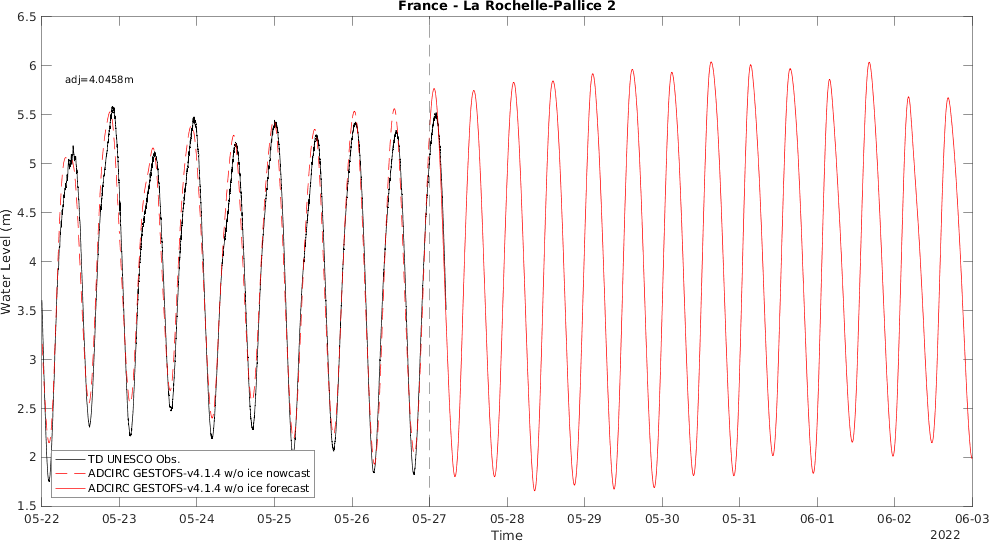 France - La Rochelle-Pallice 2
adj=4.0458m
6.5
6
5.5
5
4.5
4
3.5
3
2.5
2
1.5
Water Level (m)
TD UNESCO Obs.
ADCIRC GESTOFS-v4.1.4 w/o ice nowcast
ADCIRC GESTOFS-v4.1.4 w/o ice forecast
05-22 05-23 05-24 05-25 05-26 05-27 05-28 05-29 05-30 05-31 06-01 06-02 06-03
Time
2022